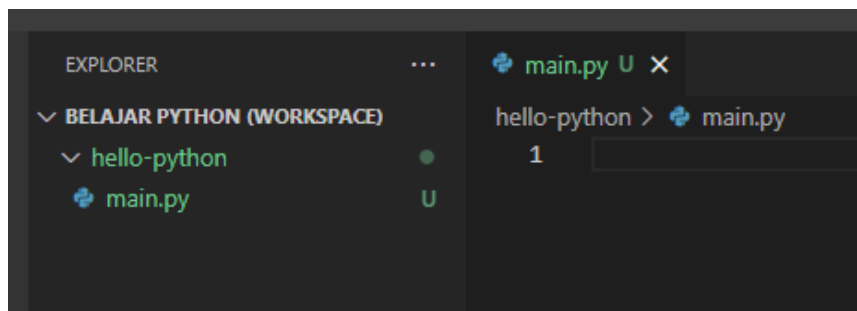 EXPLORER
BELAJAR PYTHON (WORKSPACE)
hello-python
main.py U
main.py U
hello-python > main.py
1